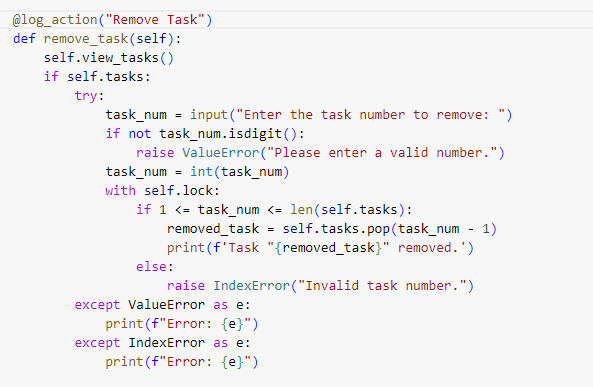 @log_action("Remove Task")
def remove_task(self):
    self.view_tasks()
    if self.tasks:
        try:
            task_num = input("Enter the task number to remove: ")
            if not task_num.isdigit():
                raise ValueError("Please enter a valid number.")
            task_num = int(task_num)
            with self.lock:
                if 1 <= task_num <= len(self.tasks):
                    removed_task = self.tasks.pop(task_num - 1)
                    print(f'Task "{removed_task}" removed.')
                else:
                    raise IndexError("Invalid task number.")
        except ValueError as e:
            print(f"Error: {e}")
        except IndexError as e:
            print(f"Error: {e}")